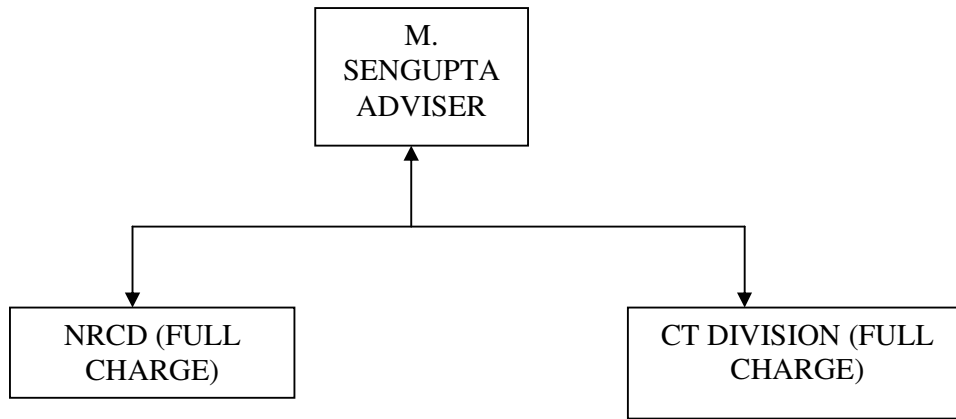 M.
SENGUPTA
ADVISER
NRCD (FULL
CHARGE)
CT DIVISION (FULL
CHARGE)